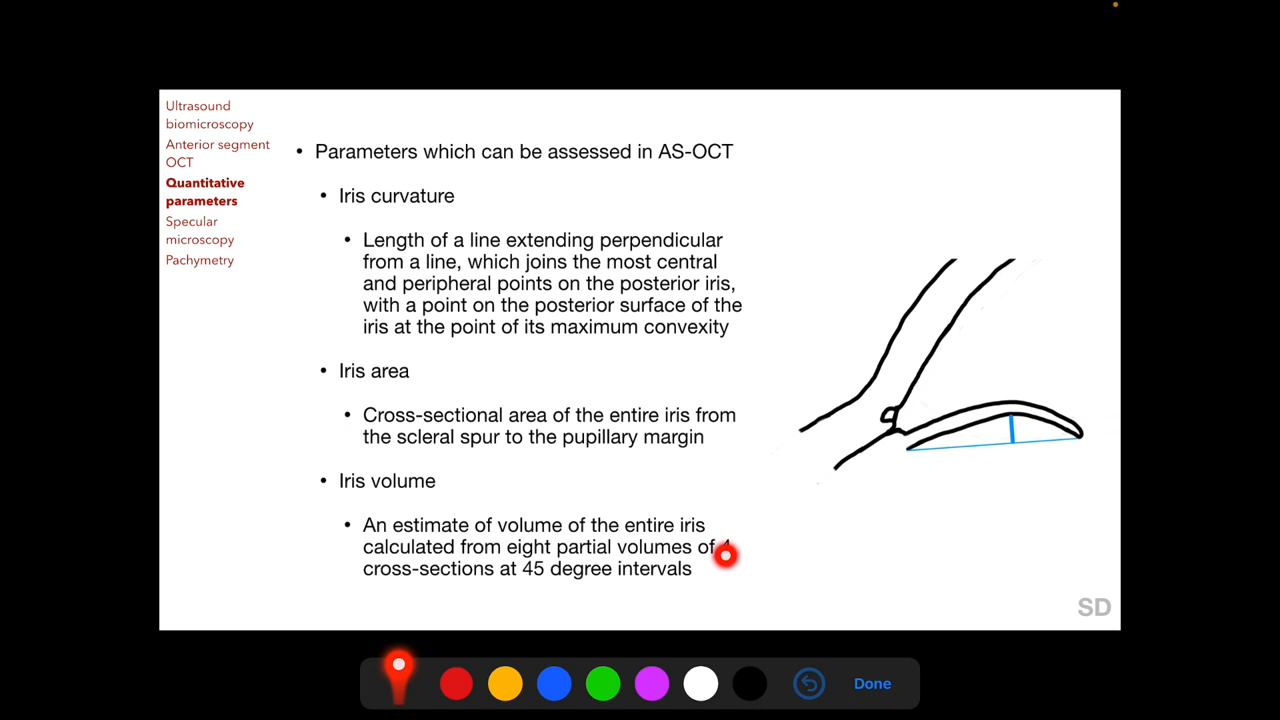 Ultrasound
biomicroscopy
Anterior segment
OCT
Quantitative
parameters
Specular
microscopy
Pachymetry
• Parameters which can be assessed in AS-OCT
• Iris curvature
• Length of a line extending perpendicular
from a line, which joins the most central
and peripheral points on the posterior iris,
with a point on the posterior surface of the
iris at the point of its maximum convexity
• Iris area
• Cross-sectional area of the entire iris from
the scleral spur to the pupillary margin
• Iris volume
• An estimate of volume of the entire iris
calculated from eight partial volumes of
cross-sections at 45 degree intervals
SD
Done